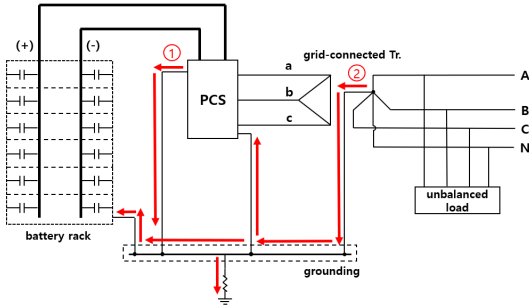 (+)
(-)
①
PCS
a
b
c
grid-connected Tr.
②
A
B
C
N
unbalanced
load
battery rack
grounding